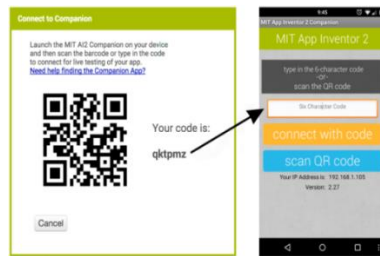 Connect to Companion
Launch the MIT AI2 Companion on your device
and then scan the barcode or type in the code
to connect for live testing of your app.
Need help finding the Companion App?
Your code is:
qktpmz
Cancel
9:45
MIT App Inventor 2 Companion
MIT App Inventor 2
type in the 6-character code
-or-
scan the QR code
Six Character Code
connect with code
scan QR code
Your IP Address is: 192.168.1.105
Version: 2.27